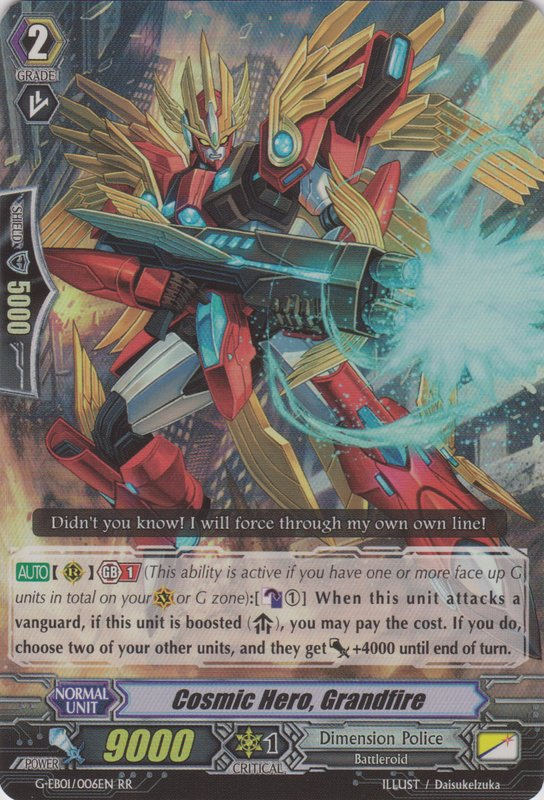 2
GRADE
SHIELD
5000
Didn't you know! I will force through my own own line!
AUTO【 R 】GB 1 (This ability is active if you have one or more face up G
units in total on your V or G zone):[①] When this unit attacks a
vanguard, if this unit is boosted ( ), you may pay the cost. If you do,
choose two of your other units, and they get +4000 until end of turn.
NORMAL
UNIT
Cosmic Hero, Grandfire
POWER
9000
1
CRITICAL
Dimension Police
Battleroid
G-EB01/006EN RR
ILLUST / DaisukeIzuka